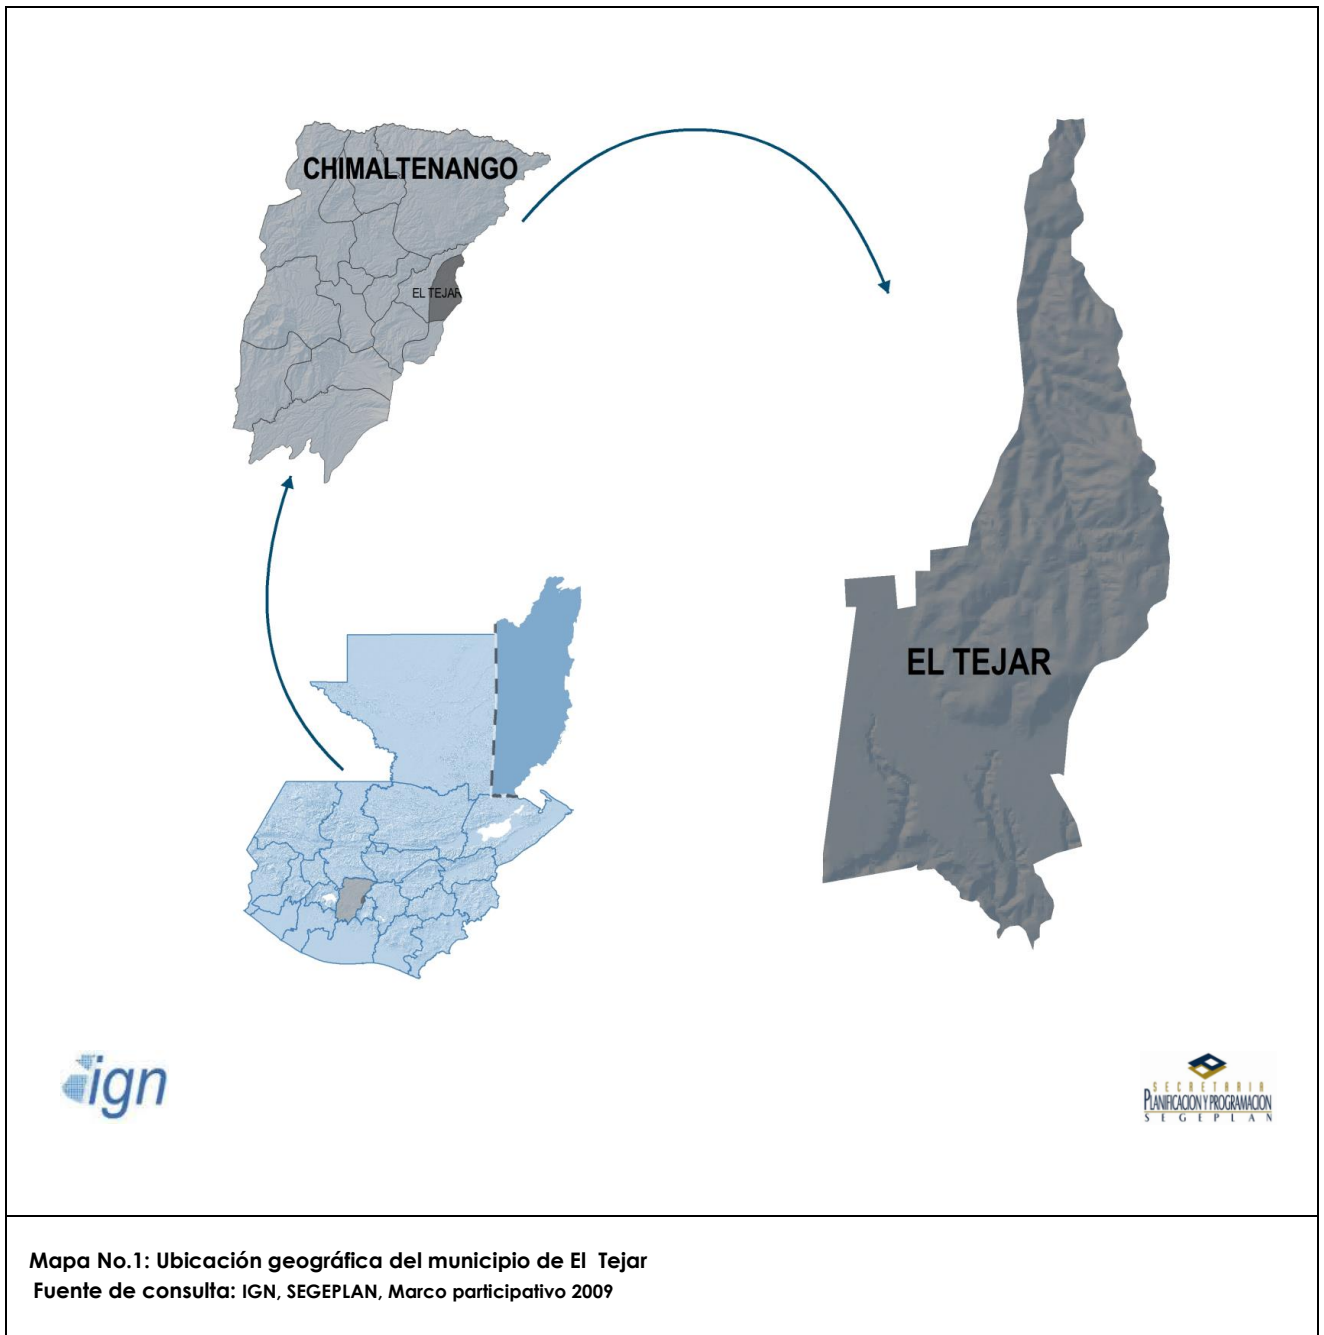 CHIMALTENANGO
EL TEJAR
EL TEJAR
ign
SECRETARIA
PLANIFICACION Y PROGRAMACION
SEGEPLAN
Mapa No.1: Ubicación geográfica del municipio de El Tejar
Fuente de consulta: IGN, SEGEPLAN, Marco participativo 2009